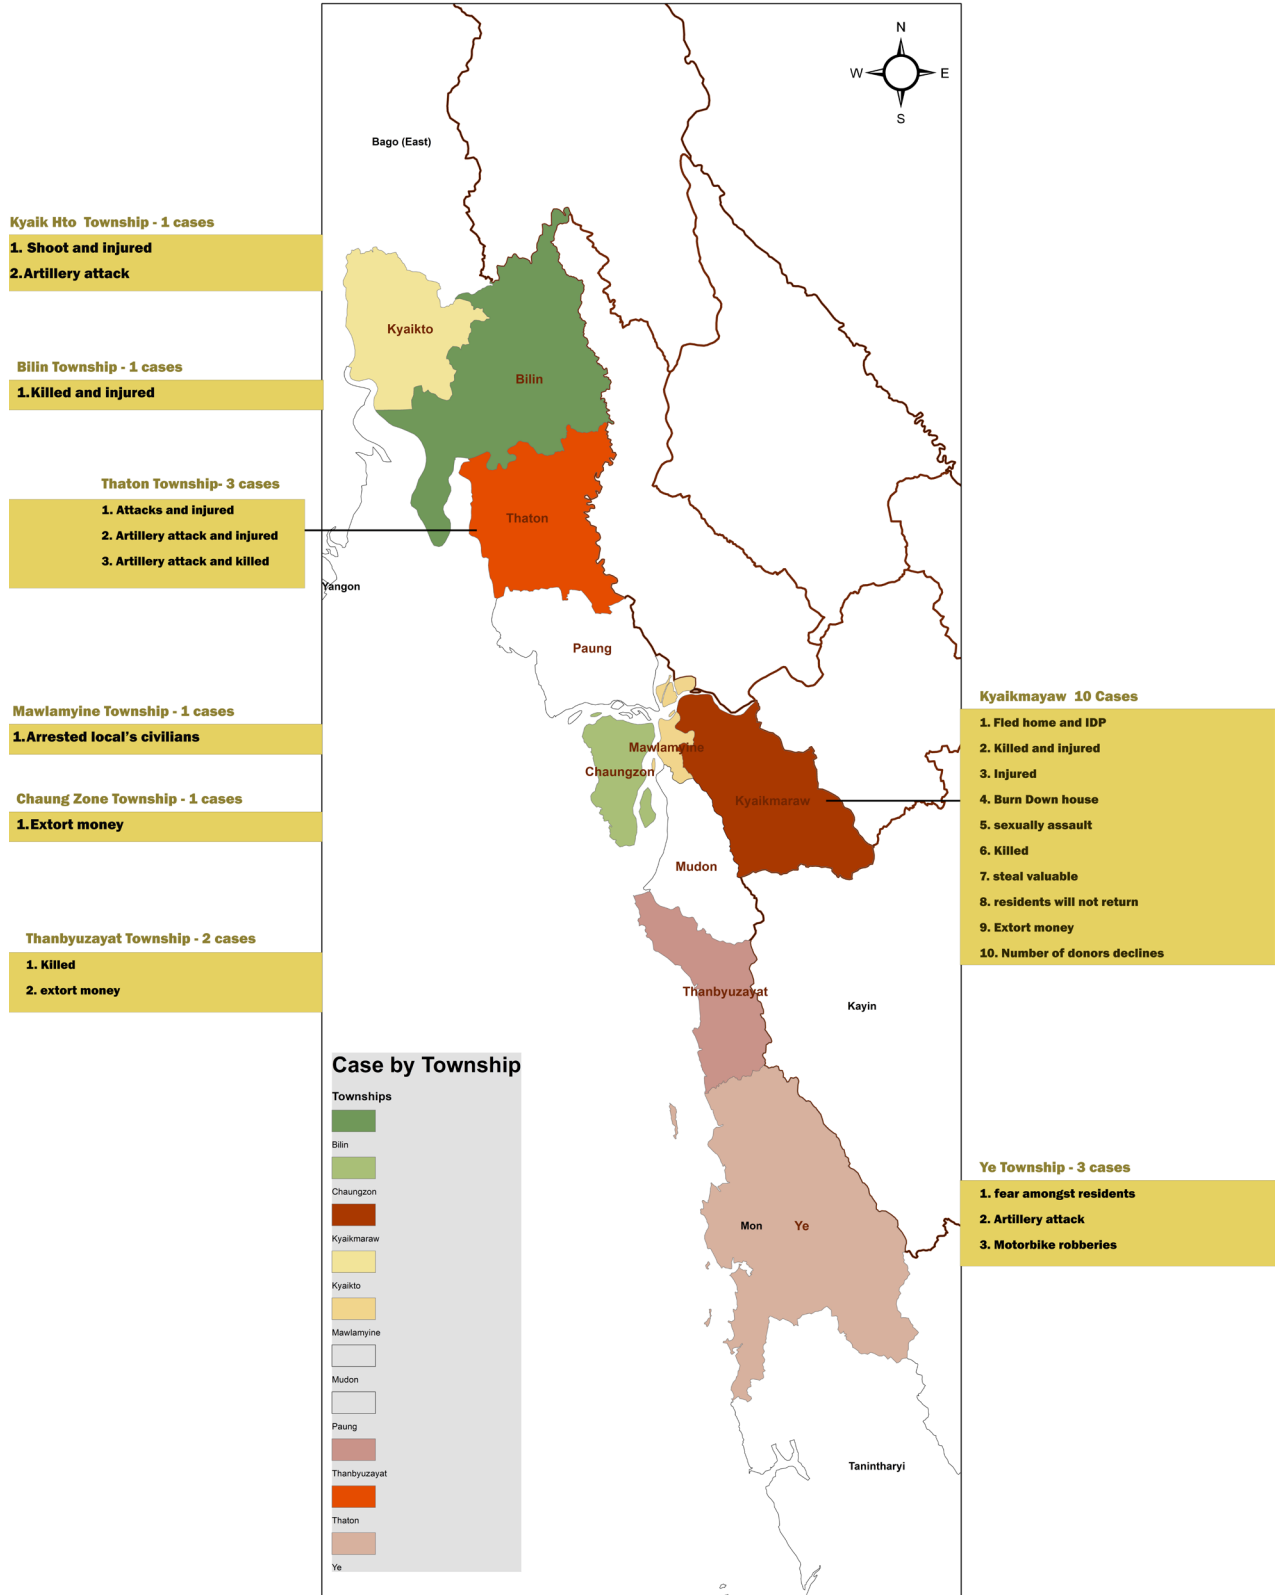 N
W E
S
Bago (East)
Kyaik Hto Township - 1 cases
1. Shoot and injured
2.Artillery attack
Kyaikto
Bilin Township - 1 cases
1.Killed and injured
Bilin
Thaton Township- 3 cases
1. Attacks and injured
2. Artillery attack and injured
3. Artillery attack and killed
Thaton
Yangon
Paung
Mawlamyine Township - 1 cases
1.Arrested local's civilians
Mawlamyine
Chaungzon
Chaung Zone Township - 1 cases
1.Extort money
Kyaikmaraw
Kyaikmayaw 10 Cases
1. Fled home and IDP
2. Killed and injured
3. Injured
4. Burn Down house
5. sexually assault
6. Killed
7. steal valuable
8. residents will not return
9. Extort money
10. Number of donors declines
Mudon
Thanbyuzayat Township - 2 cases
1. Killed
2. extort money
Thanbyuzayat
Kayin
Case by Township
Townships
Bilin
Chaungzon
Kyaikmaraw
Kyaikto
Mawlamyine
Mudon
Paung
Thanbyuzayat
Thaton
Ye
Mon
Ye
Ye Township - 3 cases
1. fear amongst residents
2. Artillery attack
3. Motorbike robberies
Tanintharyi